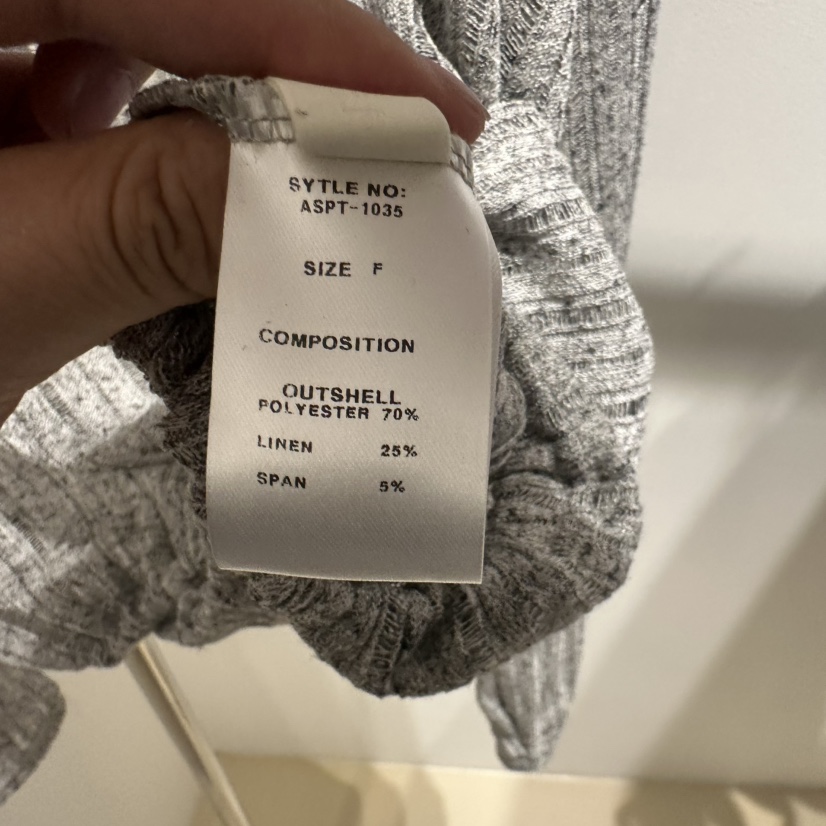 SYTLE NO:
ASPT-1035
SIZE F
COMPOSITION
OUTSHELL
POLYESTER 70%
LINEN 25%
SPAN 5%